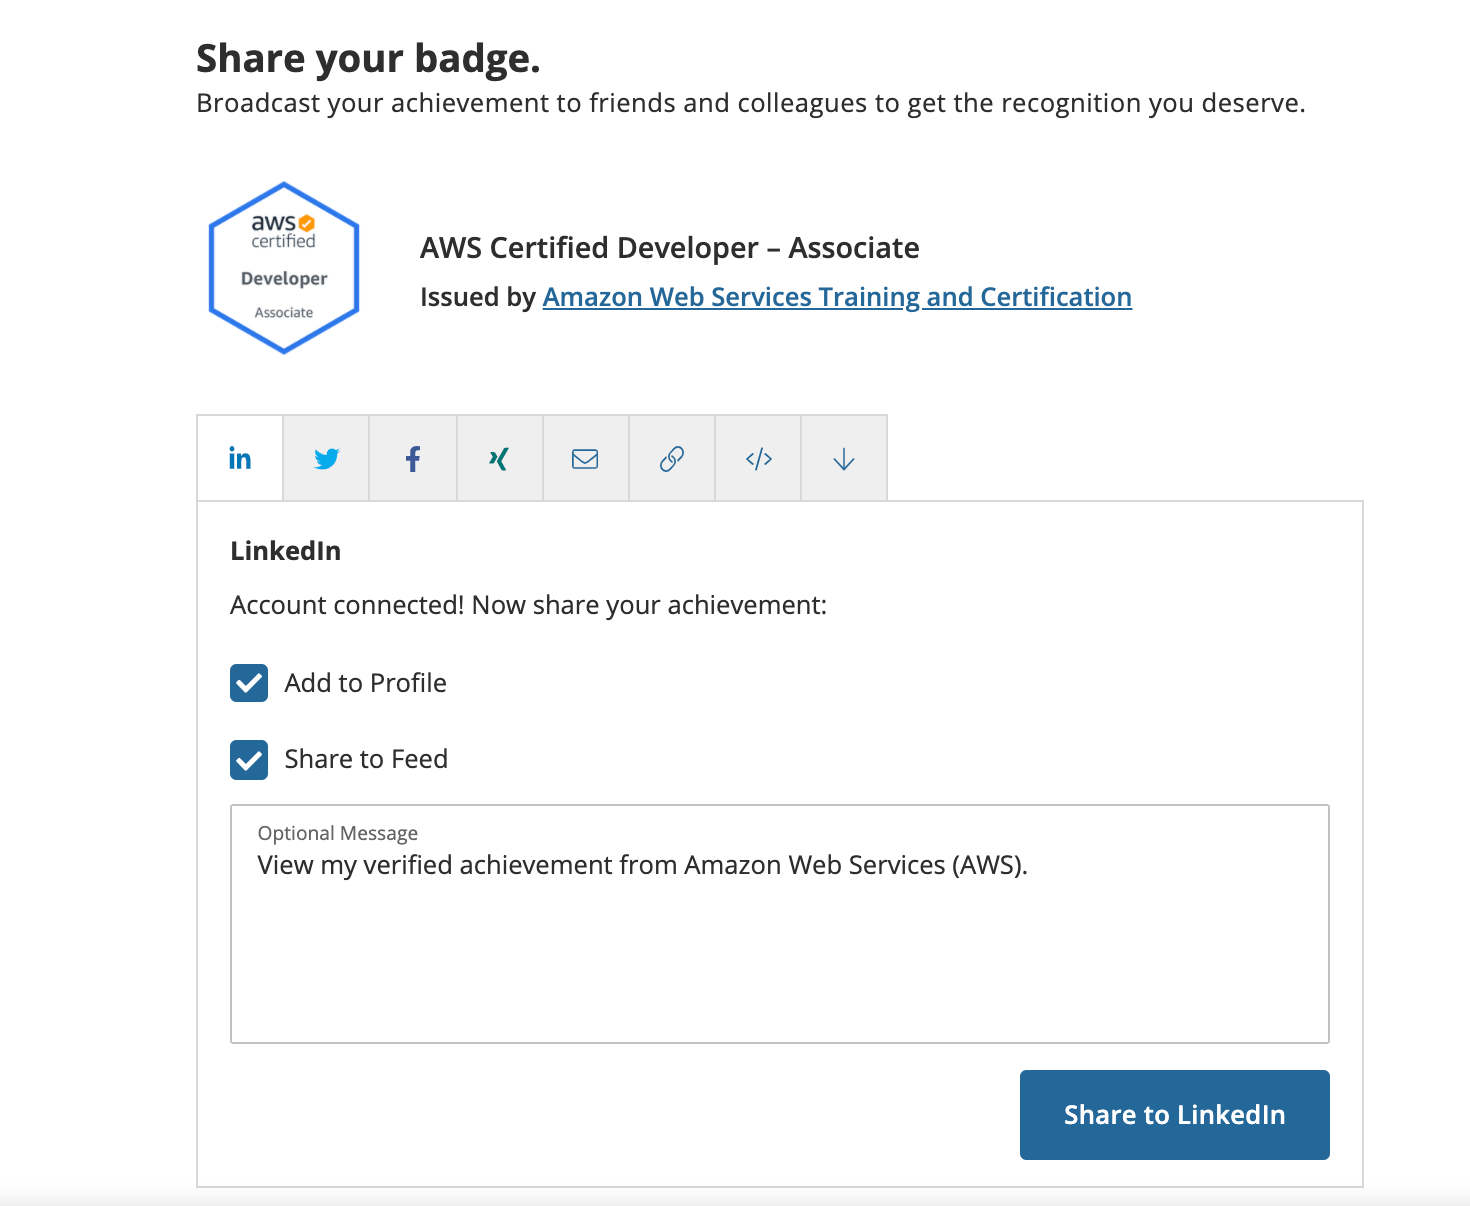 Share your badge.
Broadcast your achievement to friends and colleagues to get the recognition you deserve.
aws
certified
Developer
Associate
AWS Certified Developer – Associate
Issued by Amazon Web Services Training and Certification
in
LinkedIn
Account connected! Now share your achievement:
Add to Profile
Share to Feed
Optional Message
View my verified achievement from Amazon Web Services (AWS).
Share to LinkedIn